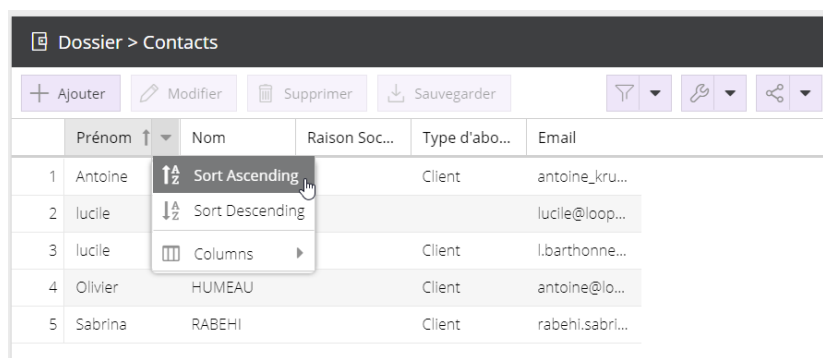 Dossier > Contacts
Ajouter Modifier Supprimer Sauvegarder
Prénom Nom Raison Soc... Type d'abo... Email
1 Antoine Sort Ascending Client antoine_kru...
2 lucile Sort Descending lucile@loop...
3 lucile Columns Client l.barthonne...
4 Olivier HUMEAU Client antoine@lo...
5 Sabrina RABEHI Client rabehi.sabri...